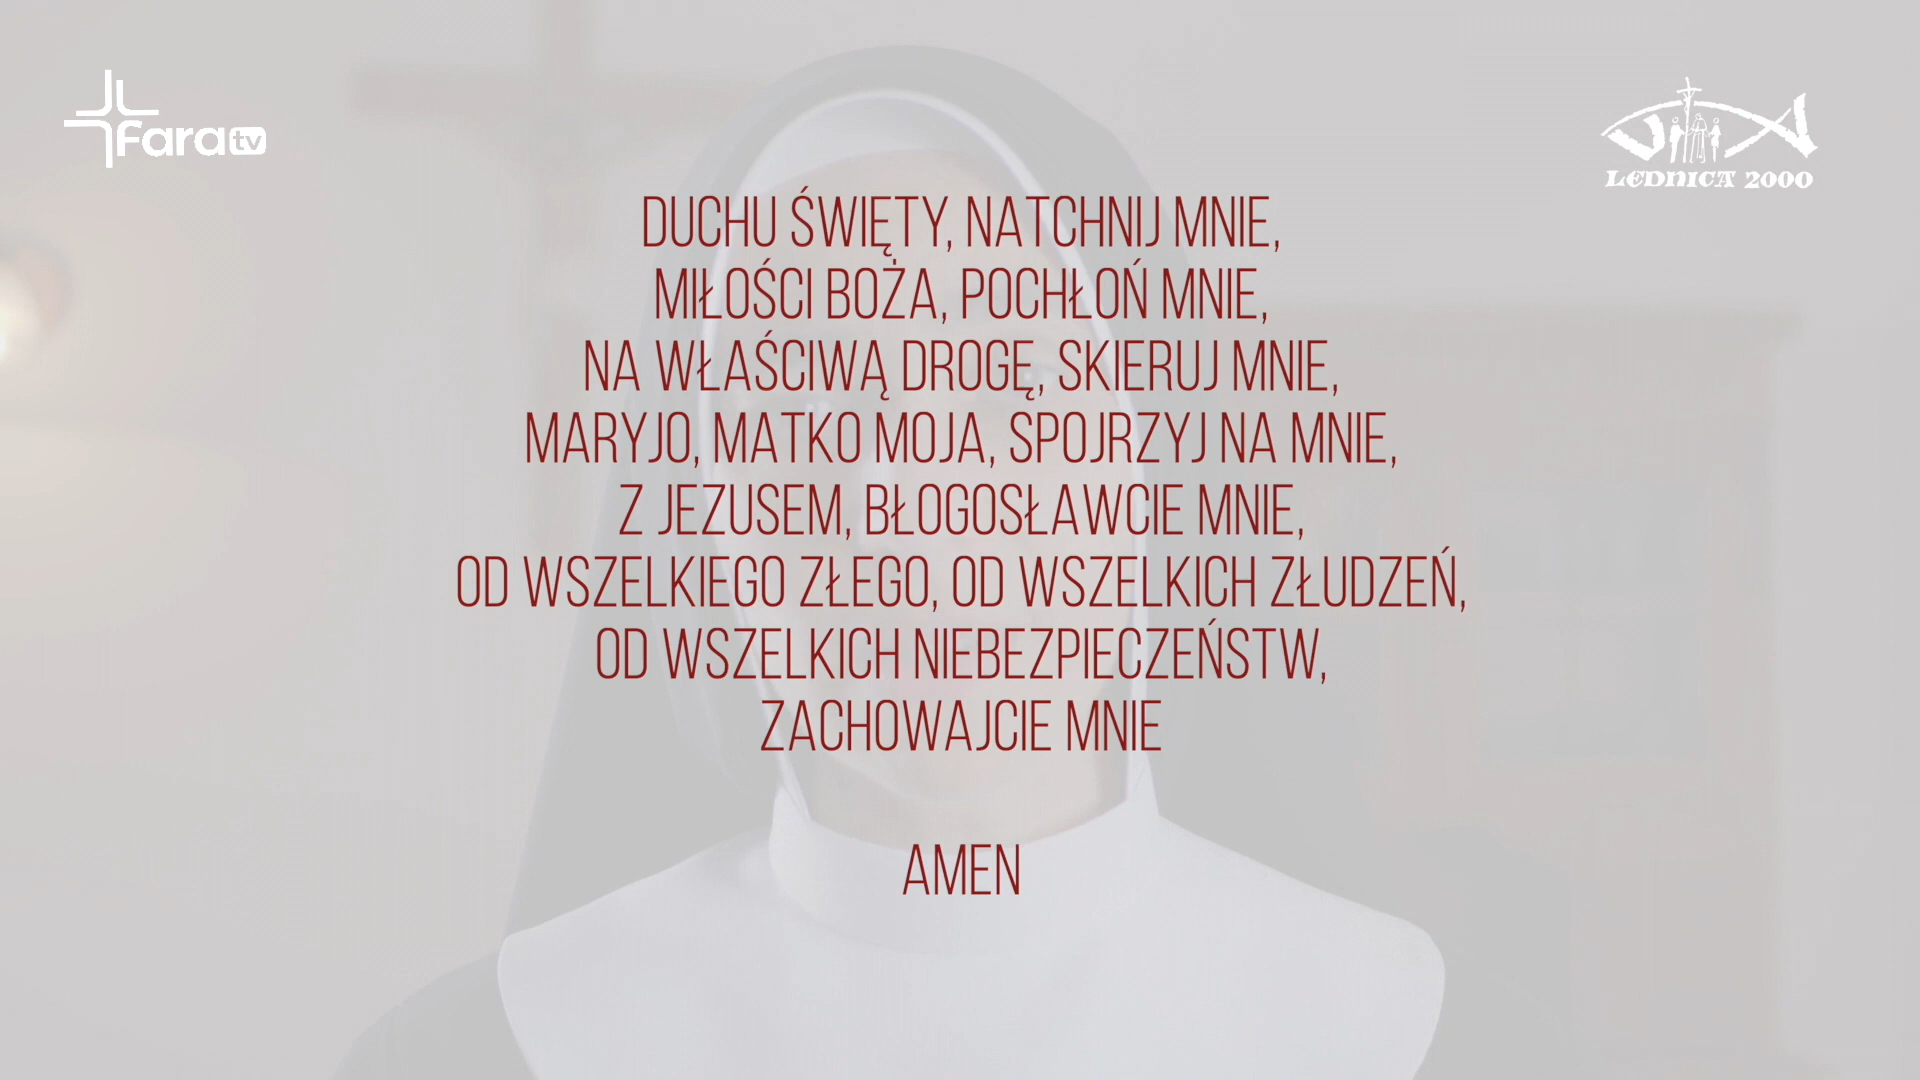 fara tv
LEDNICA 2000
DUCHU ŚWIĘTY, NATCHNIJ MNIE,
MIŁOŚCI BOŻA, POCHŁOŃ MNIE,
NA WŁAŚCIWĄ DROGĘ, SKIERUJ MNIE,
MARYJO, MATKO MOJA, SPOJRZYJ NA MNIE,
Z JEZUSEM, BŁOGOSŁAWCIE MNIE,
OD WSZELKIEGO ZŁEGO, OD WSZELKICH ZŁUDZEŃ,
OD WSZELKICH NIEBEZPIECZEŃSTW,
ZACHOWAJCIE MNIE
AMEN